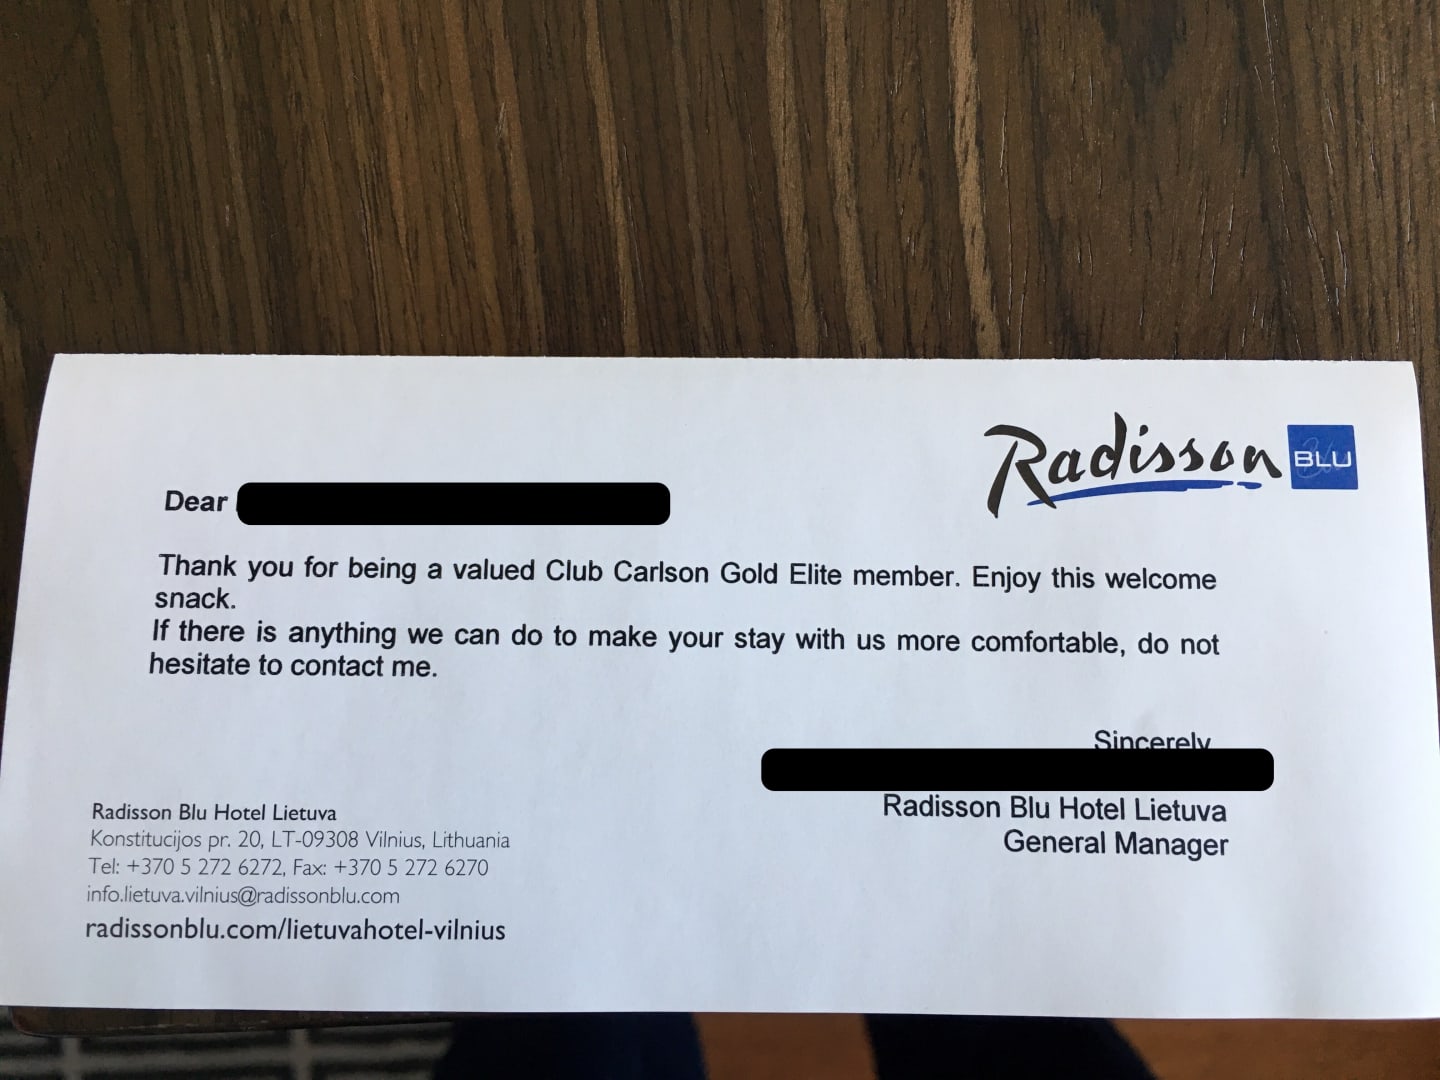 Radisson BLU
Dear
Thank you for being a valued Club Carlson Gold Elite member. Enjoy this welcome
snack.
If there is anything we can do to make your stay with us more comfortable, do not
hesitate to contact me.
Sincerely
Radisson Blu Hotel Lietuva
General Manager
Radisson Blu Hotel Lietuva
Konstitucijos pr. 20, LT-09308 Vilnius, Lithuania
Tel: +370 5 272 6272, Fax: +370 5 272 6270
info.lietuva.vilnius@radissonblu.com
radissonblu.com/lietuvahotel-vilnius